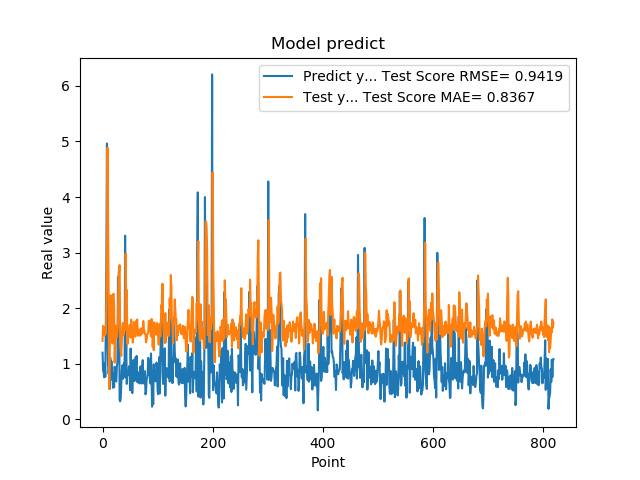 Model predict
Predict y... Test Score RMSE= 0.9419
Test y... Test Score MAE= 0.8367
6
5
4
3
2
1
0
Real value
0 200 400 600 800
Point